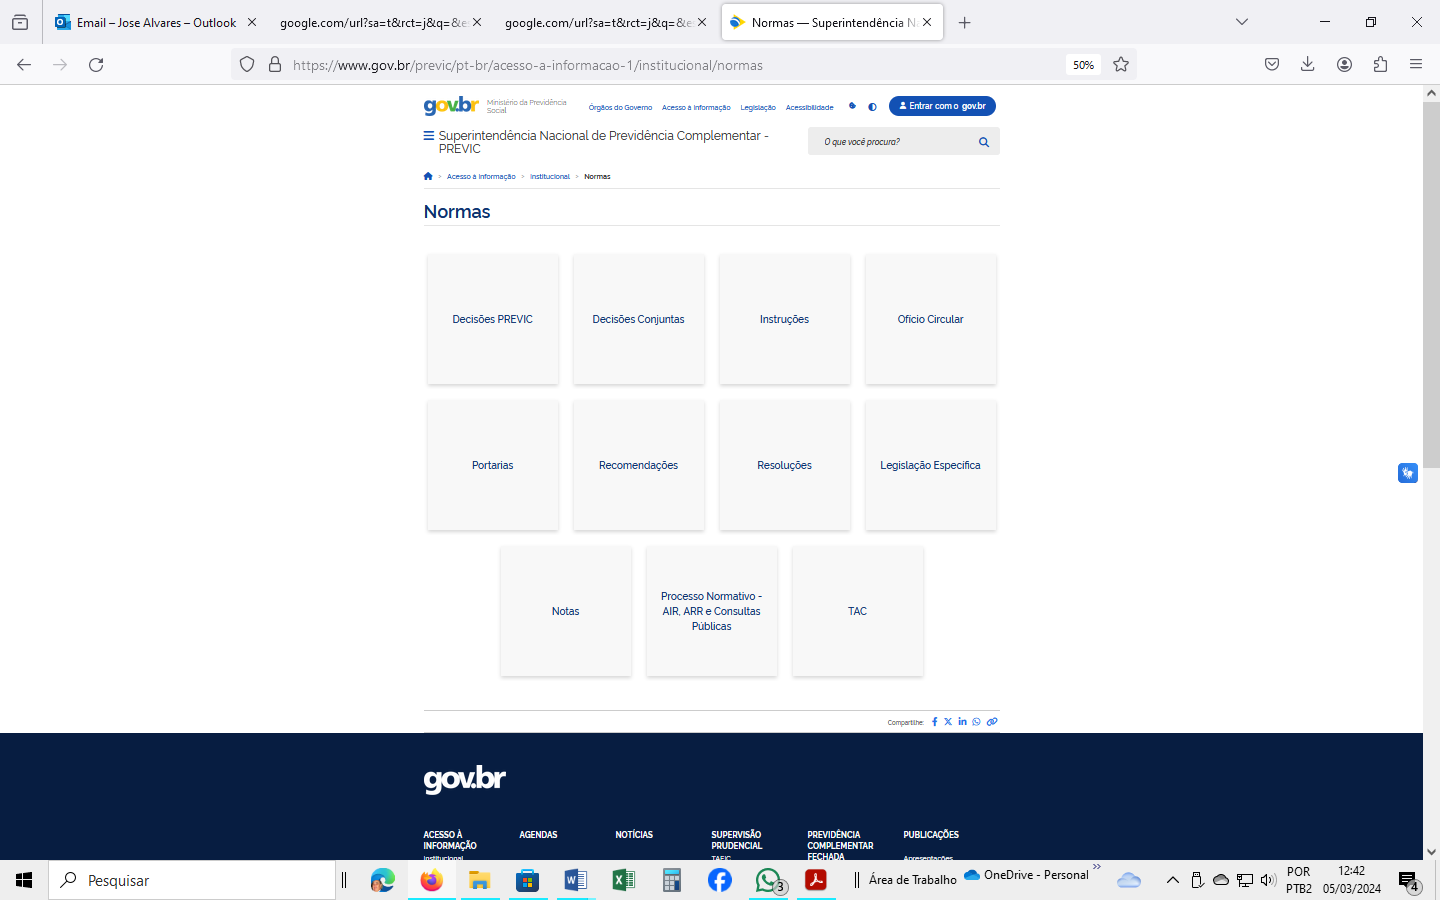 Email – Jose Alvares – Outlook
google.com/url?sa=t&rct=j&q=&e
google.com/url?sa=t&rct=j&q=&e
Normas — Superintendência N
https://www.gov.br/previc/pt-br/acesso-a-informacao-1/institucional/normas
50%
gov.br
Ministério da Previdência
Social
Órgãos do Governo
Acesso à Informação
Legislação
Acessibilidade
Entrar com o gov.br
Superintendência Nacional de Previdência Complementar -
PREVIC
O que você procura?
> Acesso à Informação > Institucional > Normas
Normas
Decisões PREVIC
Decisões Conjuntas
Instruções
Ofício Circular
Portarias
Recomendações
Resoluções
Legislação Específica
Notas
Processo Normativo -
AIR, ARR e Consultas
Públicas
TAC
Compartilhe:
gov.br
ACESSO À
INFORMAÇÃO
Institucional
AGENDAS
NOTÍCIAS
SUPERVISÃO
PRUDENCIAL
TAFIC
PREVIDÊNCIA
COMPLEMENTAR
FECHADA
PUBLICAÇÕES
Apresentações
Pesquisar
3
Área de Trabalho
OneDrive - Personal
POR
PTB2
12:42
05/03/2024
4